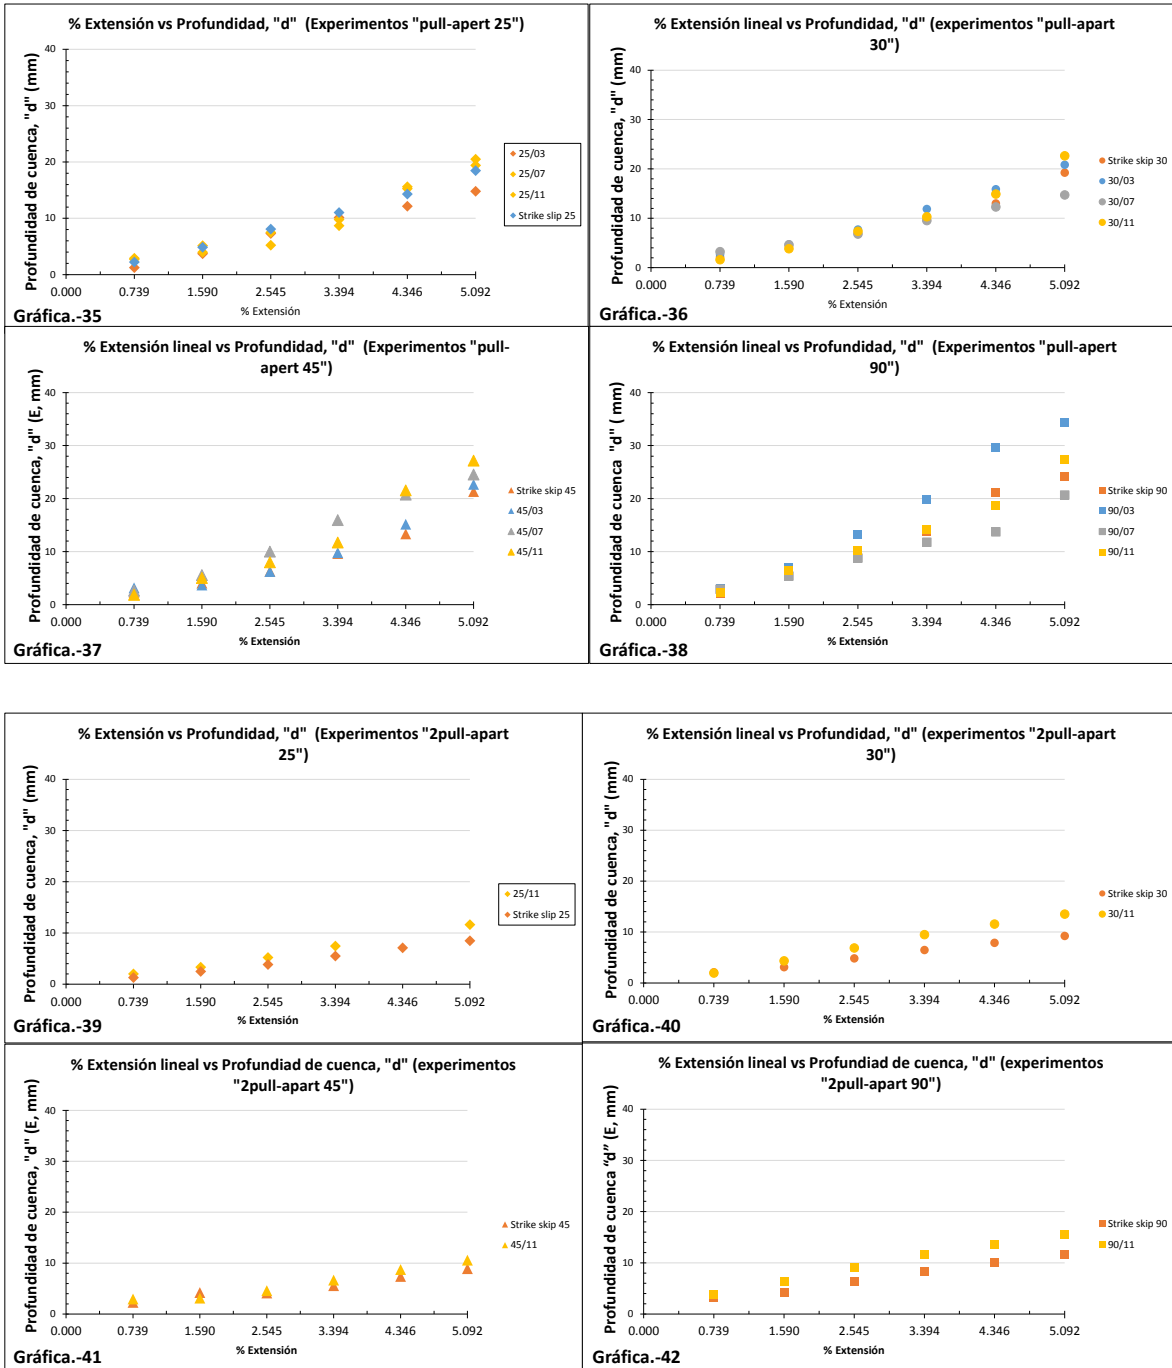 % Extensión vs Profundidad, "d"  (Experimentos "pull-apert 25")
Profundidad de cuenca, "d" (mm)
40
30
20
10
0
0.000 0.739 1.590 2.545 3.394 4.346 5.092
% Extensión
25/03
25/07
25/11
Strike slip 25
Gráfica.-35
% Extensión lineal vs Profundidad, "d" (experimentos "pull-apart
30")
Profundidad de cuenca, "d" (mm)
40
30
20
10
0
0.000 0.739 1.590 2.545 3.394 4.346 5.092
% Extensión
Strike skip 30
30/03
30/07
30/11
Gráfica.-36
% Extensión lineal vs Profundidad, "d"  (Experimentos "pull-
apert 45")
Profundidad de cuenca, "d" (E, mm)
40
30
20
10
0
0.000 0.739 1.590 2.545 3.394 4.346 5.092
% Extensión
Strike skip 45
45/03
45/07
45/11
Gráfica.-37
% Extensión lineal vs Profundidad, "d"  (Experimentos "pull-apert
90")
Profundidad de cuenca  "d" ( mm)
40
30
20
10
0
0.000 0.739 1.590 2.545 3.394 4.346 5.092
% Extensión
Strike skip 90
90/03
90/07
90/11
Gráfica.-38
% Extensión vs Profundidad, "d"  (Experimentos "2pull-apart
25")
Profundidad de cuenca, "d" (mm)
40
30
20
10
0
0.000 0.739 1.590 2.545 3.394 4.346 5.092
% Extensión
25/11
Strike slip 25
Gráfica.-39
% Extensión lineal vs Profundidad, "d" (experimentos "2pull-apart
30")
Profundidad de cuenca, "d" (mm)
40
30
20
10
0
0.000 0.739 1.590 2.545 3.394 4.346 5.092
% Extensión
Strike skip 30
30/11
Gráfica.-40
% Extensión lineal vs Profundiad de cuenca, "d" (experimentos
"2pull-apart 45")
Profundidad de cuenca, "d" (E, mm)
40
30
20
10
0
0.000 0.739 1.590 2.545 3.394 4.346 5.092
% Extensión
Strike skip 45
45/11
Gráfica.-41
% Extensión lineal vs Profundiad de cuenca, "d" (experimentos
"2pull-apart 90")
Profundidad de cuenca “d” (E, mm)
40
30
20
10
0
0.000 0.739 1.590 2.545 3.394 4.346 5.092
% Extensión
Strike skip 90
90/11
Gráfica.-42